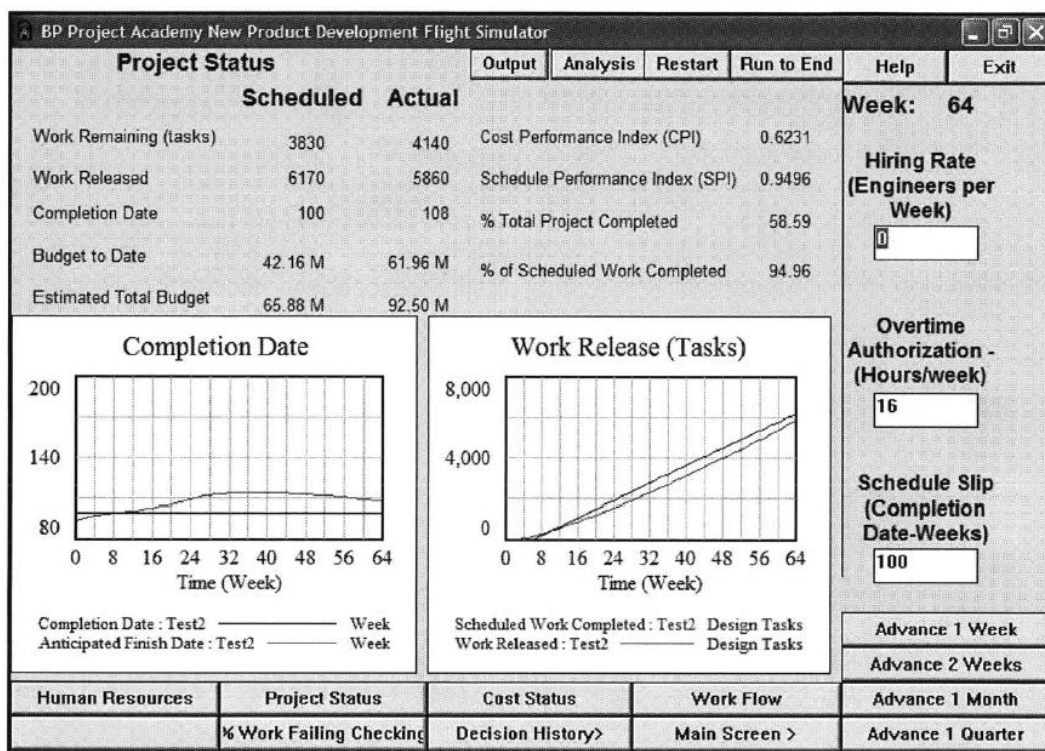 BP Project Academy New Product Development Flight Simulator
Project Status
Output Analysis Restart Run to End Help Exit
Scheduled Actual
Work Remaining (tasks) 3830 4140
Work Released 6170 5860
Completion Date 100 108
Budget to Date 42.16 M 61.96 M
Estimated Total Budget 65.88 M 92.50 M
Cost Performance Index (CPI) 0.6231
Schedule Performance Index (SPI) 0.9496
% Total Project Completed 58.59
% of Scheduled Work Completed 94.96
Week: 64
Hiring Rate
(Engineers per
Week)
0
Overtime
Authorization -
(Hours/week)
16
Schedule Slip
(Completion
Date-Weeks)
100
Completion Date
200
140
80
0 8 16 24 32 40 48 56 64
Time (Week)
Completion Date : Test2 Week
Anticipated Finish Date : Test2 Week
Work Release (Tasks)
8,000
4,000
0
0 8 16 24 32 40 48 56 64
Time (Week)
Scheduled Work Completed : Test2 Design Tasks
Work Released : Test2 Design Tasks
Advance 1 Week
Advance 2 Weeks
Human Resources Project Status Cost Status Work Flow Advance 1 Month
% Work Failing Checking Decision History> Main Screen > Advance 1 Quarter